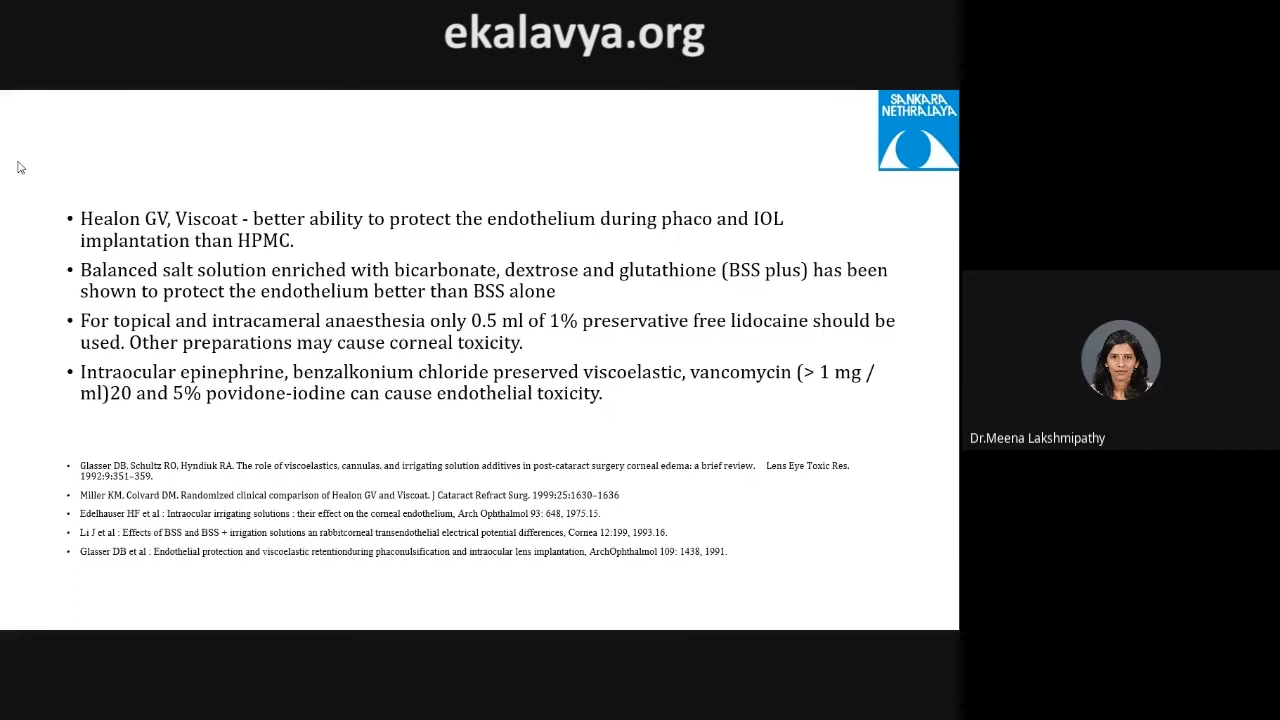 ekalavya.org
SANKARA
NETHRALAYA
• Healon GV, Viscoat - better ability to protect the endothelium during phaco and IOL
implantation than HPMC.
• Balanced salt solution enriched with bicarbonate, dextrose and glutathione (BSS plus) has been
shown to protect the endothelium better than BSS alone
• For topical and intracameral anaesthesia only 0.5 ml of 1% preservative free lidocaine should be
used. Other preparations may cause corneal toxicity.
• Intraocular epinephrine, benzalkonium chloride preserved viscoelastic, vancomycin (> 1 mg /
ml)20 and 5% povidone-iodine can cause endothelial toxicity.
• Glasser DB, Schultz RO, Hyndiuk RA. The role of viscoelastics, cannulas, and irrigating solution additives in post-cataract surgery corneal edema: a brief review. Lens Eye Toxic Res.
1992;9:351–359.
• Miller KM, Colvard DM. Randomized clinical comparison of Healon GV and Viscoat. J Cataract Refract Surg. 1999;25:1630–1636
• Edelhauser HF et al : Intraocular irrigating solutions : their effect on the corneal endothelium, Arch Ophthalmol 93: 648, 1975.15.
• Li J et al : Effects of BSS and BSS + irrigation solutions an rabbitcorneal transendothelial electrical potential differences, Cornea 12:199, 1993.16.
• Glasser DB et al : Endothelial protection and viscoelastic retentionduring phaconulsification and intraocular lens implantation, ArchOphthalmol 109: 1438, 1991.
Dr.Meena Lakshmipathy